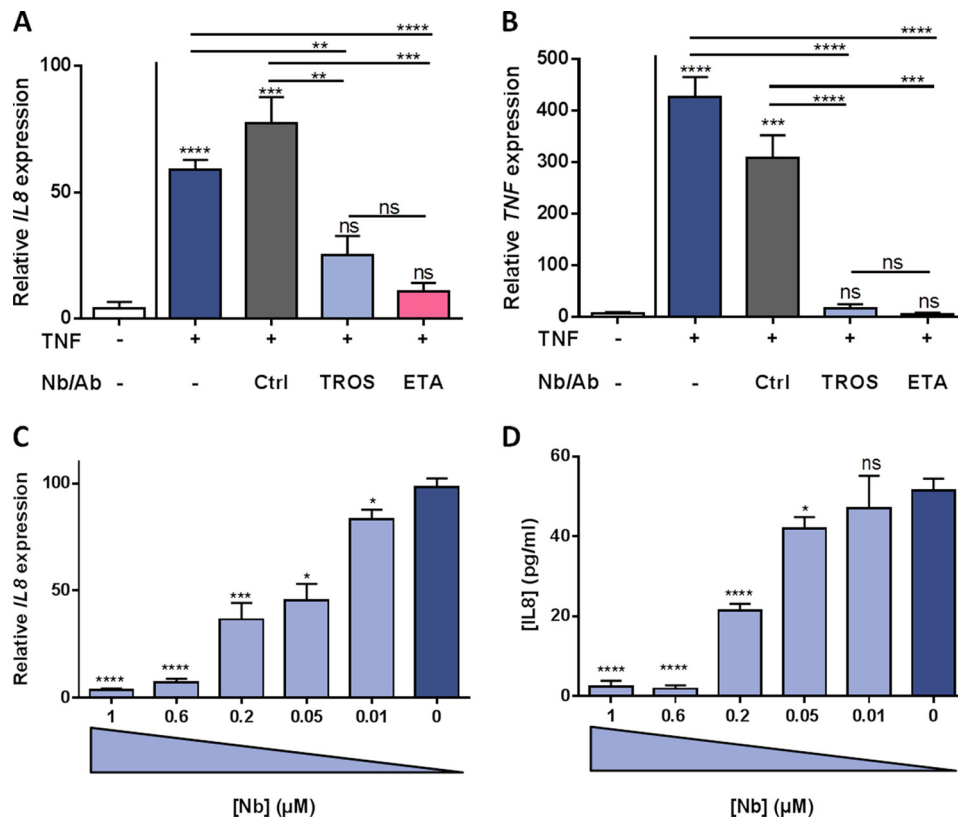 A
Relative IL8 expression
100
50
0
****
**
***
**
****
***
ns
ns
ns
TNF - + + + +
Nb/Ab - - Ctrl TROS ETA
B
Relative TNF expression
500
400
300
200
100
0
****
****
***
****
****
***
ns
ns
ns
TNF - + + + +
Nb/Ab - - Ctrl TROS ETA
C
Relative IL8 expression
100
50
0
****
****
***
*
*
1 0.6 0.2 0.05 0.01 0
[Nb] (µM)
D
[IL8] (pg/ml)
60
40
20
0
****
****
****
*
ns
1 0.6 0.2 0.05 0.01 0
[Nb] (µM)